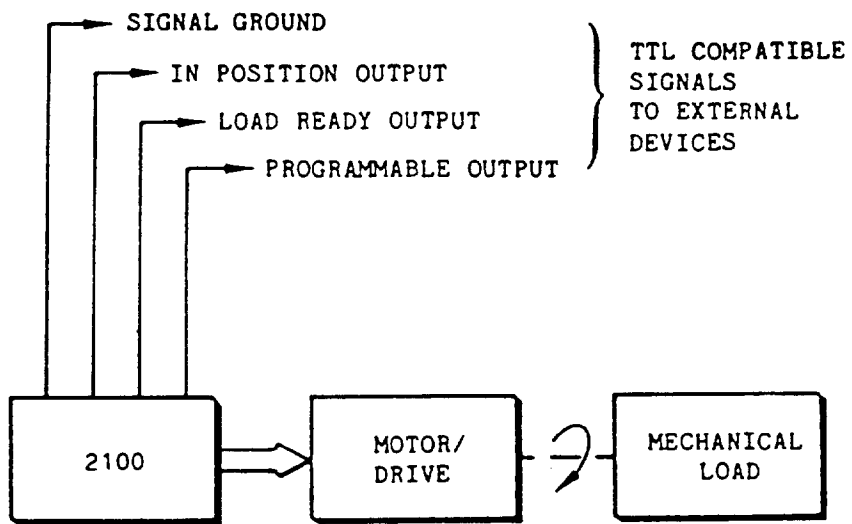 SIGNAL GROUND
IN POSITION OUTPUT
LOAD READY OUTPUT
PROGRAMMABLE OUTPUT
TTL COMPATIBLE
SIGNALS
TO EXTERNAL
DEVICES
2100
MOTOR/
DRIVE
MECHANICAL
LOAD